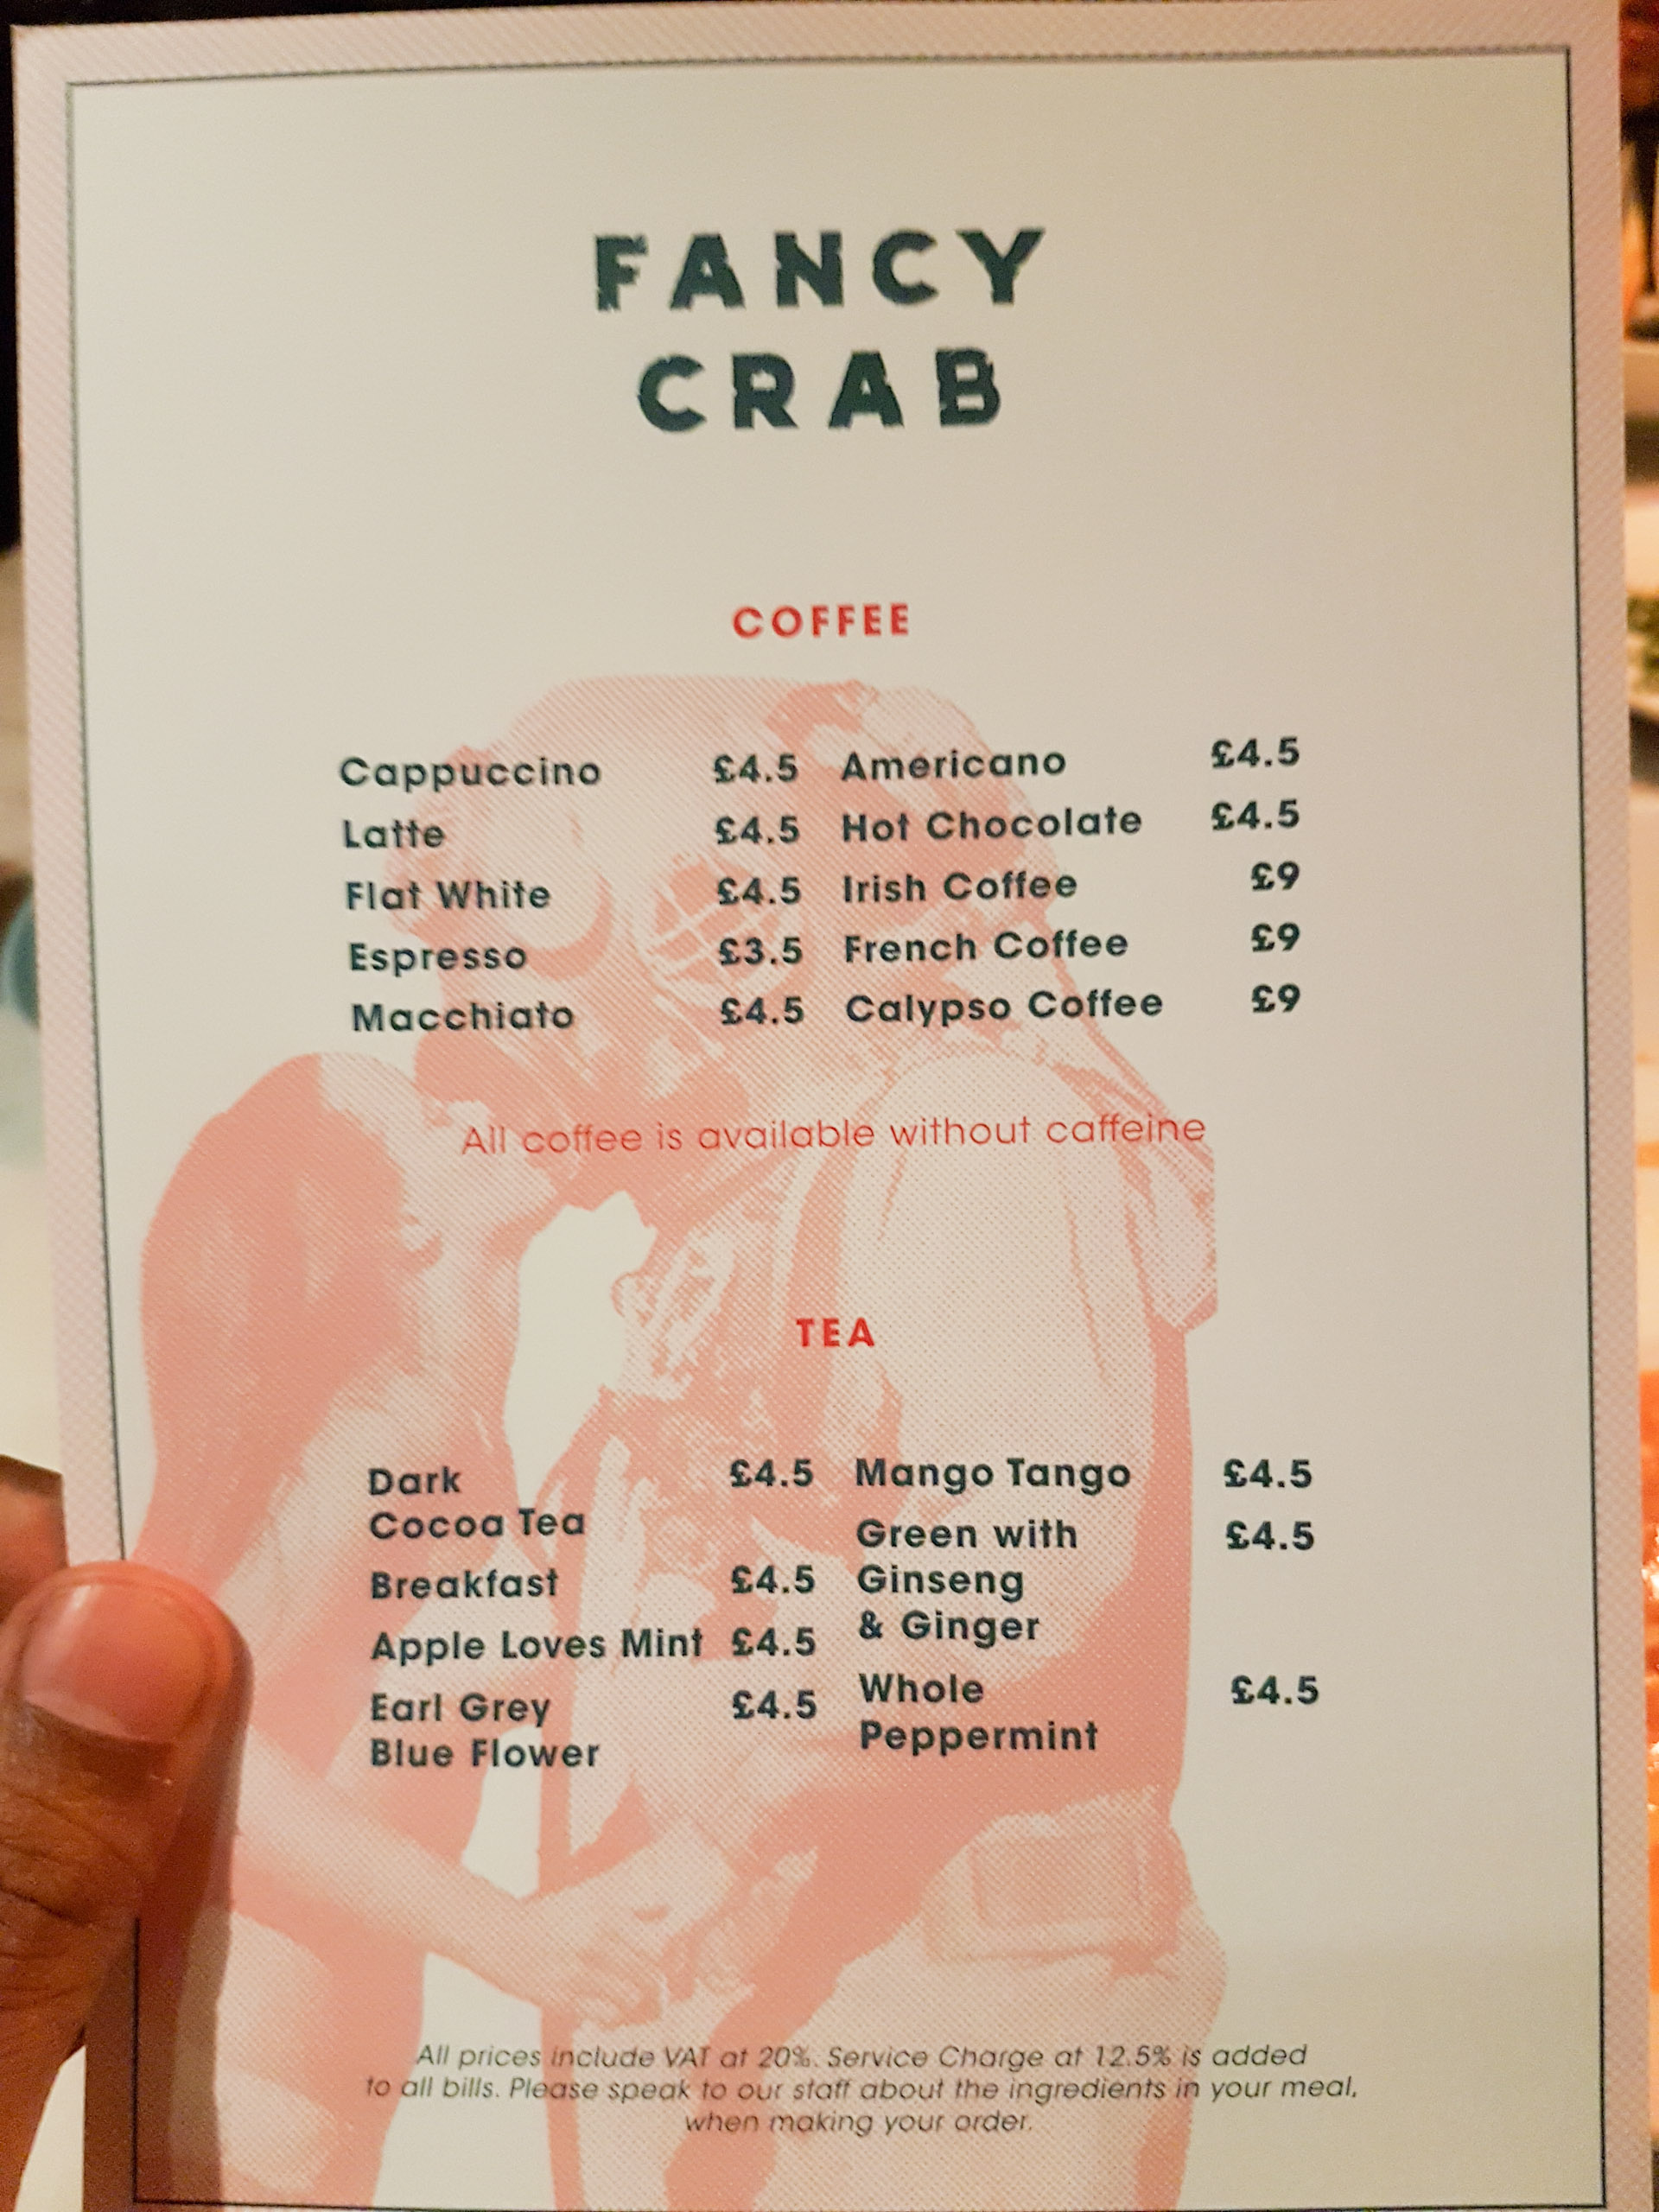 FANCY
CRAB
COFFEE
Cappuccino £4.5 Americano £4.5
Latte £4.5 Hot Chocolate £4.5
Flat White £4.5 Irish Coffee £9
Espresso £3.5 French Coffee £9
Macchiato £4.5 Calypso Coffee £9
All coffee is available without caffeine
TEA
Dark £4.5 Mango Tango £4.5
Cocoa Tea Green with £4.5
Breakfast £4.5 Ginseng
Apple Loves Mint £4.5 & Ginger
Earl Grey £4.5 Whole £4.5
Blue Flower Peppermint
All prices include VAT at 20%. Service Charge at 12.5% is added
to all bills. Please speak to our staff about the ingredients in your meal,
when making your order.